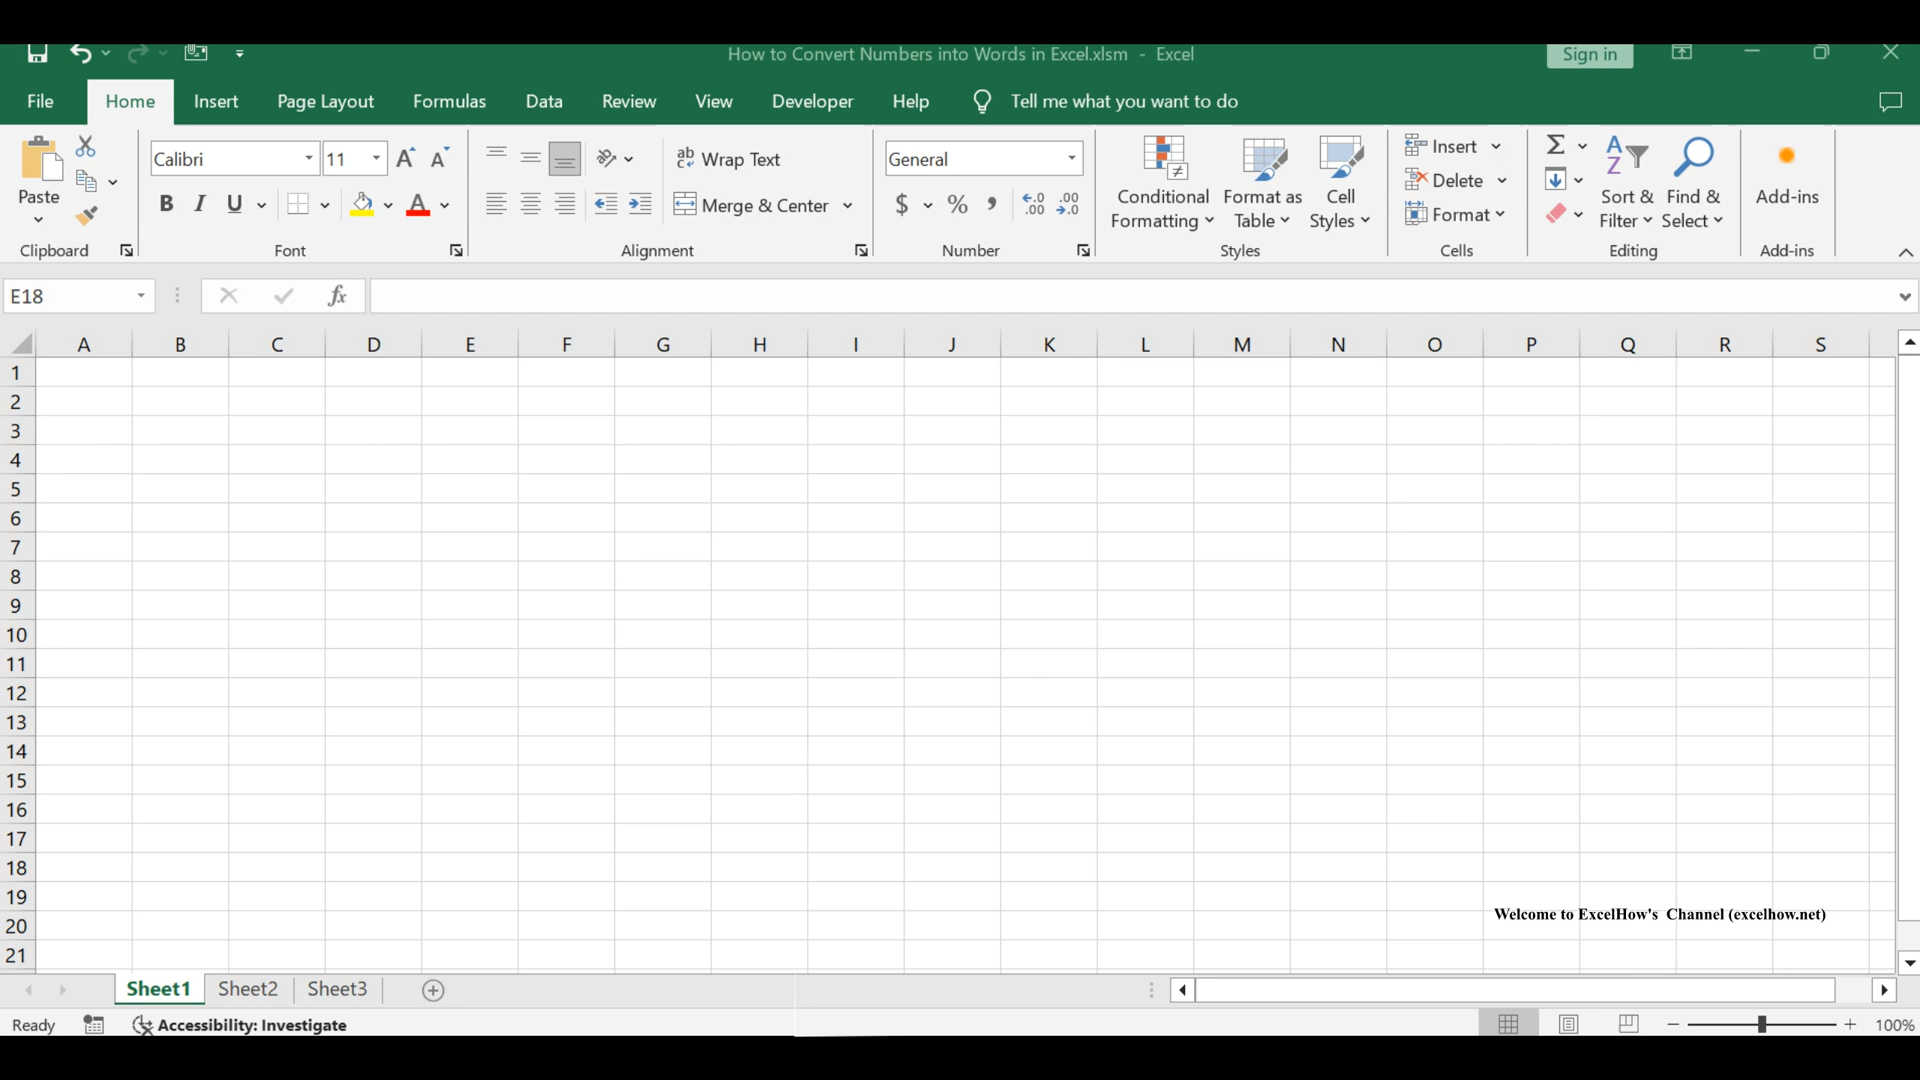 How to Convert Numbers into Words in Excel.xlsm - Excel
Sign in
File Home Insert Page Layout Formulas Data Review View Developer Help Tell me what you want to do
Paste
Clipboard
Calibri 11
B I U A
Font
ab Wrap Text
Merge & Center
Alignment
General
$ % , .00 .00
Number
Conditional Formatting
Format as Table
Cell Styles
Styles
Insert
Delete
Format
Cells
Σ
Sort & Filter
Find & Select
Editing
Add-ins
Add-ins
E18 fx
A B C D E F G H I J K L M N O P Q R S
1
2
3
4
5
6
7
8
9
10
11
12
13
14
15
16
17
18
19
Welcome to ExcelHow's Channel (excelhow.net)
20
21
Sheet1 Sheet2 Sheet3
Ready Accessibility: Investigate 100%